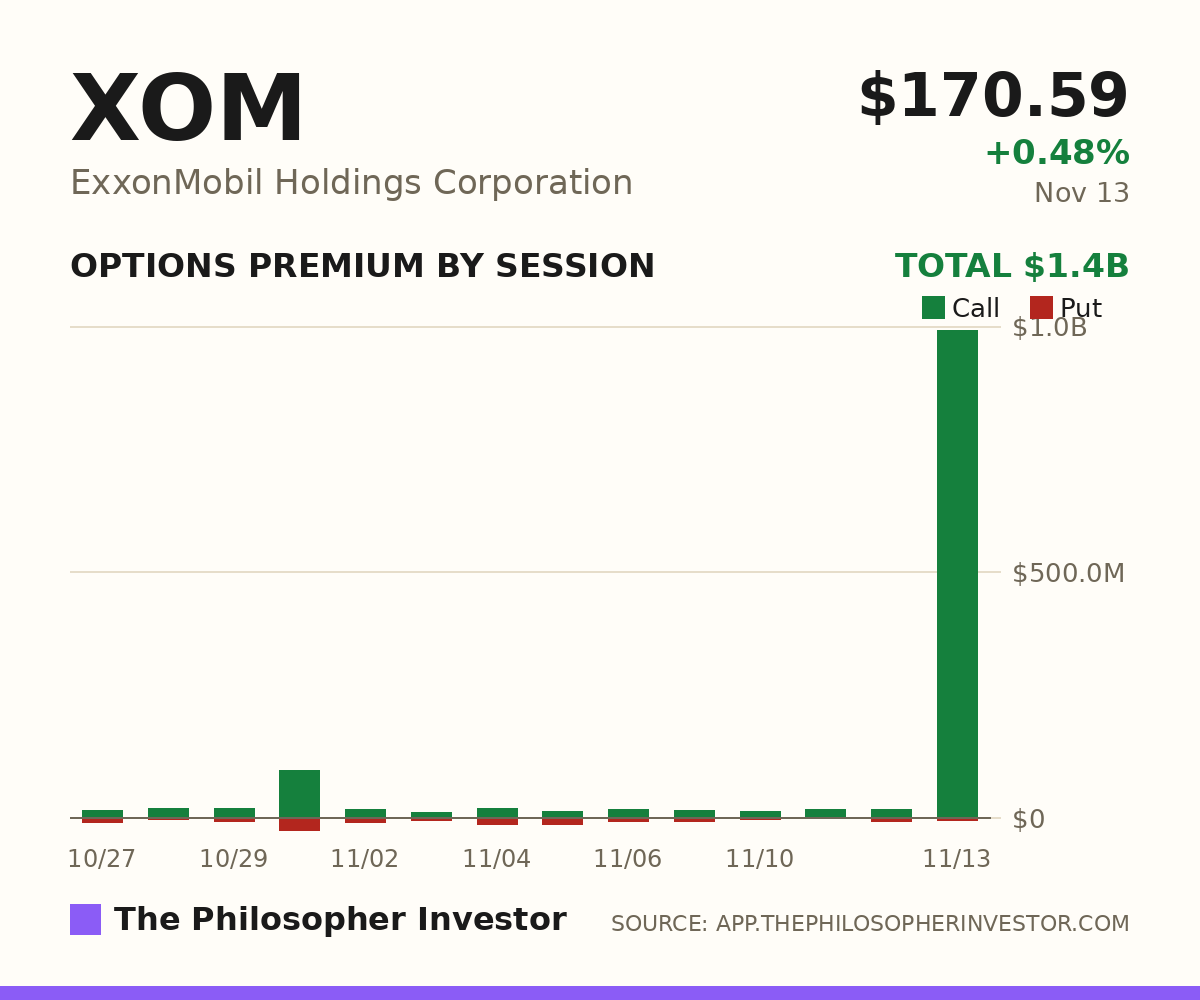 XOM
$170.59
+0.48%
ExxonMobil Holdings Corporation
Nov 13
OPTIONS PREMIUM BY SESSION
TOTAL $1.4B
Call
Put
$1.0B
$500.0M
$0
10/27
10/29
11/02
11/04
11/06
11/10
11/13
The Philosopher Investor
SOURCE: APP.THEPHILOSOPHERINVESTOR.COM